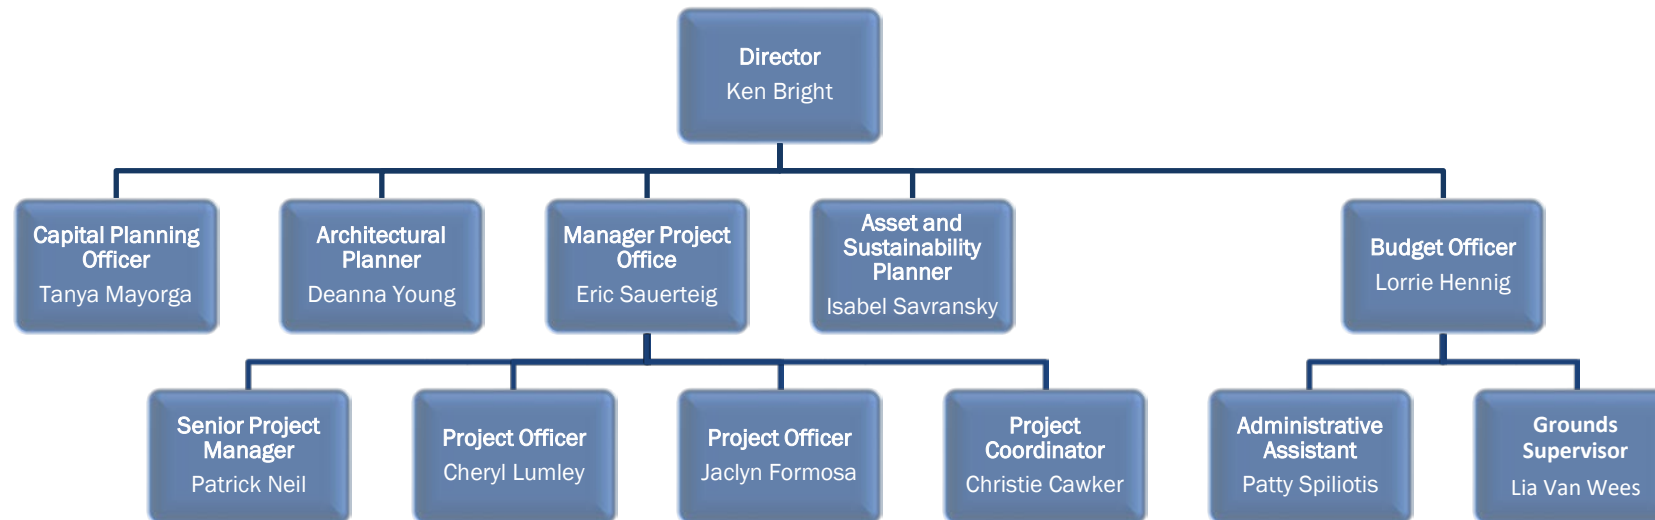 Director
Ken Bright
Capital Planning
Officer
Tanya Mayorga
Architectural
Planner
Deanna Young
Manager Project
Office
Eric Sauerteig
Asset and
Sustainability
Planner
Isabel Savransky
Budget Officer
Lorrie Hennig
Senior Project
Manager
Patrick Neil
Project Officer
Cheryl Lumley
Project Officer
Jaclyn Formosa
Project
Coordinator
Christie Cawker
Administrative
Assistant
Patty Spiliotis
Grounds
Supervisor
Lia Van Wees